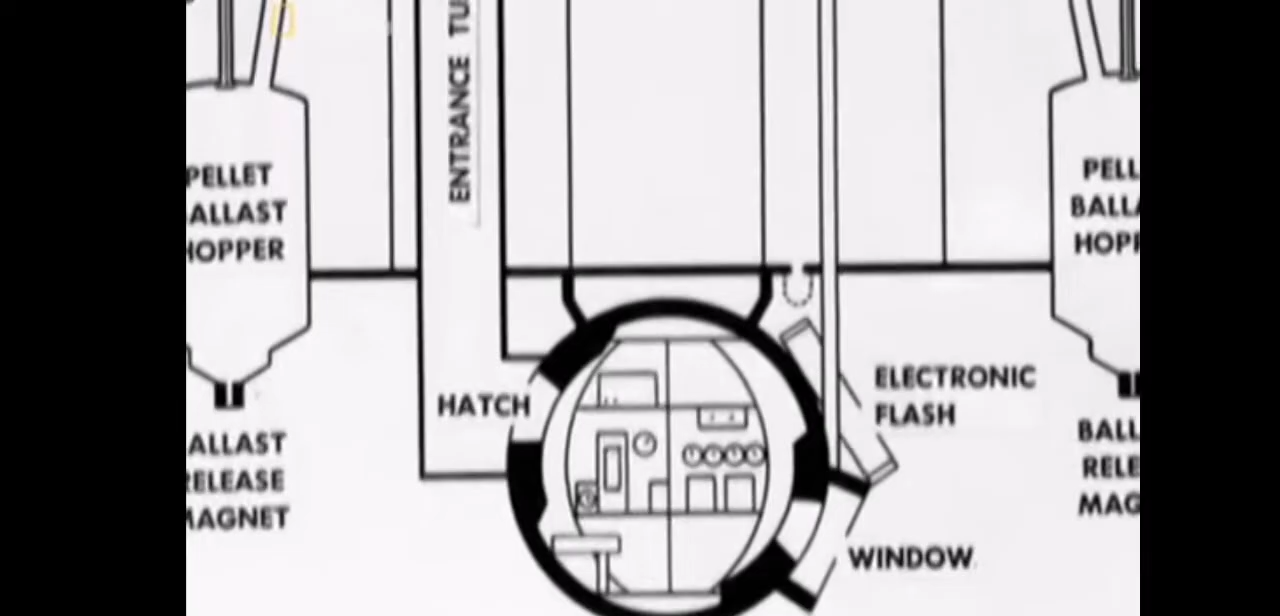 ENTRANCE TU
PELLET
ALLAST
HOPPER
PELL
BALLA
HOPP
HATCH
ELECTRONIC
FLASH
ALLAST
RELEASE
MAGNET
BALL
RELE
MAG
WINDOW